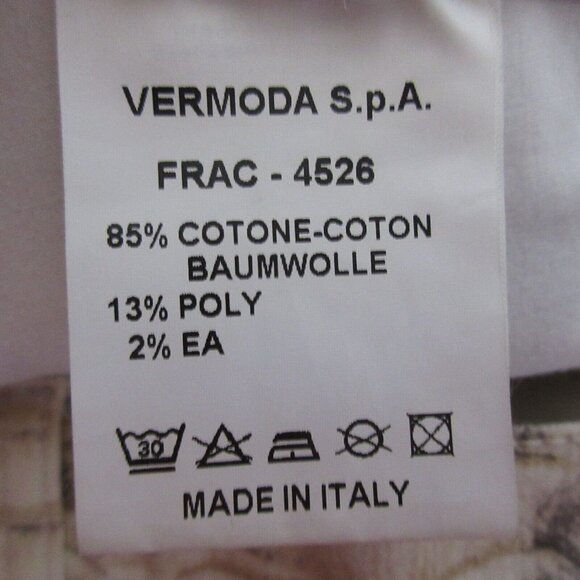 VERMODA S.p.A.
FRAC - 4526
85% COTONE-COTON
BAUMWOLLE
13% POLY
2% EA
30
MADE IN ITALY